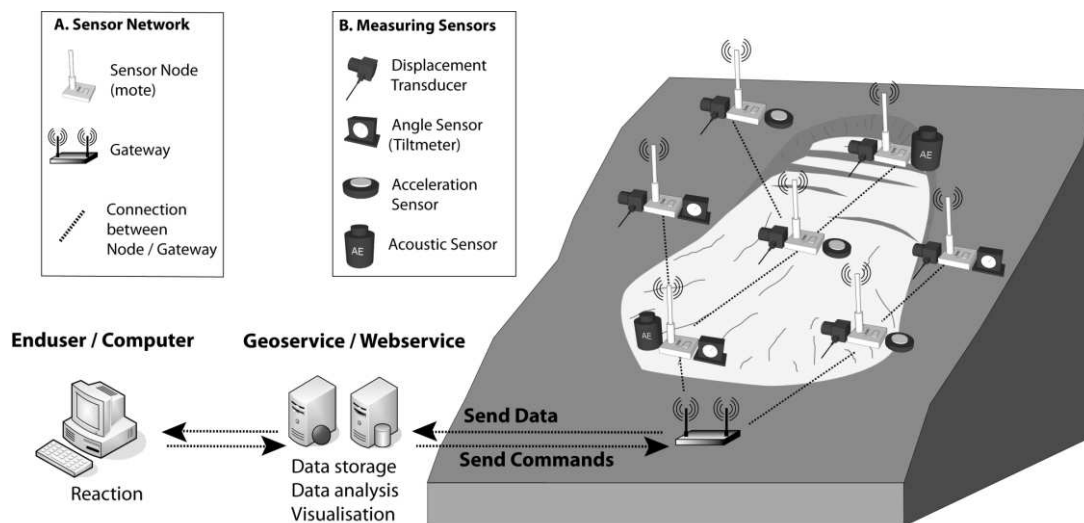 A. Sensor Network
Sensor Node
(mote)
Gateway
Connection
between
Node / Gateway
B. Measuring Sensors
Displacement
Transducer
Angle Sensor
(Tiltmeter)
Acceleration
Sensor
AE
Acoustic Sensor
AE
AE
Enduser / Computer
Geoservice / Webservice
Send Data
Send Commands
Reaction
Data storage
Data analysis
Visualisation